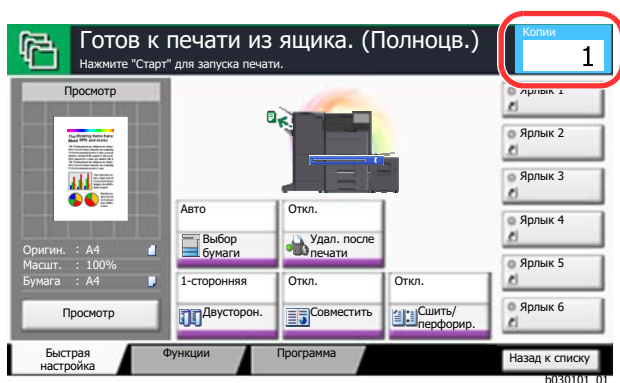 Готов к печати из ящика. (Полноцв.)
Нажмите "Старт" для запуска печати.
Копии
1
Просмотр
Оригин. : A4
Масшт. : 100%
Бумага : A4
Просмотр
Авто
Выбор
бумаги
Откл.
Удал. после
печати
1-сторонняя
Двусторон.
Откл.
Совместить
Откл.
Сшить/
перфорир.
Ярлык 1
Ярлык 2
Ярлык 3
Ярлык 4
Ярлык 5
Ярлык 6
Быстрая
настройка
Функции
Программа
Назад к списку
b030101_01